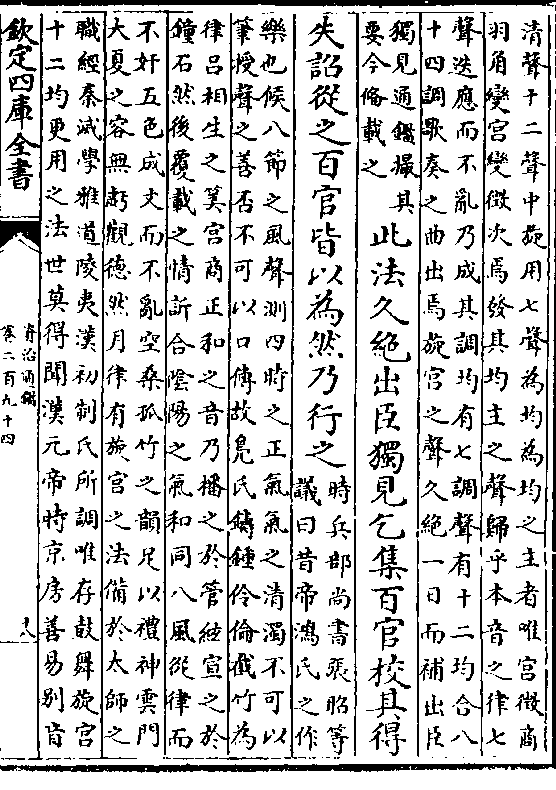 清聲十二聲中旋用七聲為均為均之主者唯宮徵商
羽角變宮變徵次焉發其均主之聲歸乎本音之律七
聲迭應而不亂乃成其調均有七調聲有十二均合八
十四調歌奏之曲出焉旋宮之聲久絕一日而補出臣
獨見通鑑撮其
要今備載之
此法久絕出臣獨見乞集百官校其得
失詔從之百官皆以為然乃行之
時兵部尚書張昭等
議曰昔帝鴻氏之作
樂也候八節之風聲測四時之正氣氣之清濁不可以
筆授聲之善否不可以口傳故鳧氏鑄鍾伶倫截竹為
律呂相生之筭宮商正和之音乃播之於管絃宣之於
鐘石然後覆載之情訢合陰陽之氣和同八風從律而
不奸五色成文而不亂空桑孤竹之韻足以禮神雲門
大夏之容無虧觀德然月律有旋宮之法備於太師之
職經秦滅學雅道陵夷漢初制氏所調唯存鼓舞旋宮
十二均更用之法世莫得聞漢元帝時京房善易別音
欽定四庫全書
資治通鑑
卷二百九十四
十八